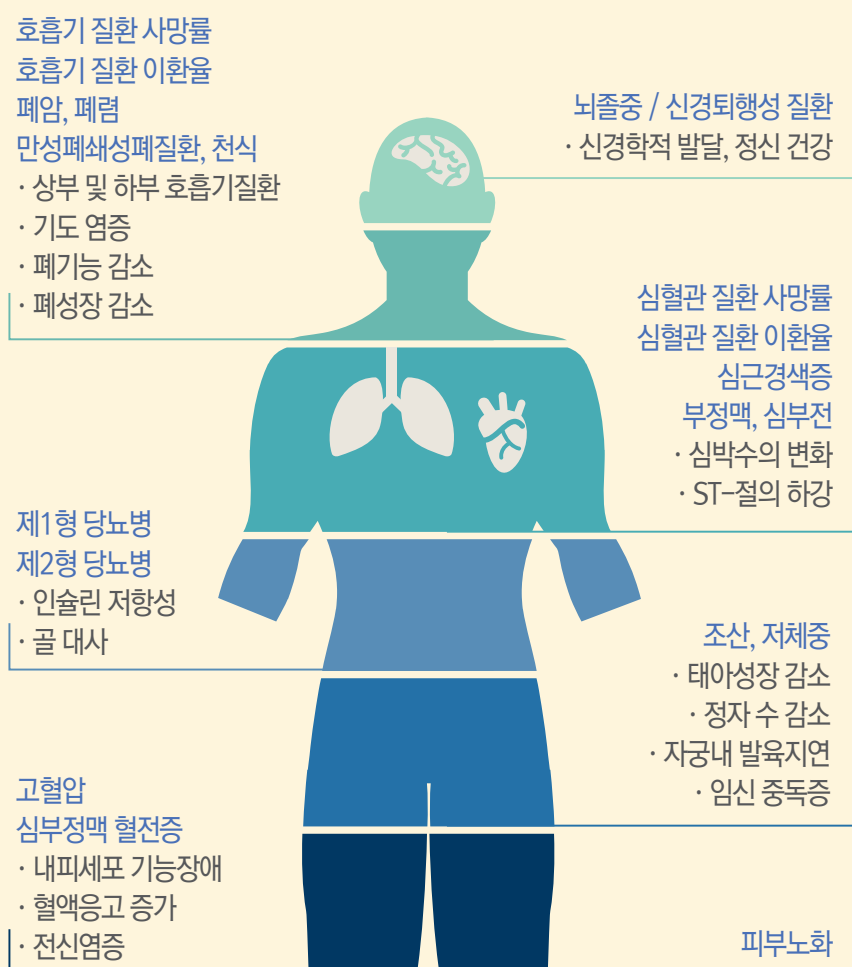 호흡기 질환 사망률
호흡기 질환 이환율
폐암, 폐렴
만성폐쇄성폐질환, 천식
· 상부 및 하부 호흡기질환
· 기도 염증
· 폐기능 감소
· 폐성장 감소
뇌졸중 / 신경퇴행성 질환
· 신경학적 발달, 정신 건강
심혈관 질환 사망률
심혈관 질환 이환율
심근경색증
부정맥, 심부전
· 심박수의 변화
· ST-절의 하강
제1형 당뇨병
제2형 당뇨병
· 인슐린 저항성
· 골 대사
조산, 저체중
· 태아성장 감소
· 정자 수 감소
· 자궁내 발육지연
· 임신 중독증
고혈압
심부정맥 혈전증
· 내피세포 기능장애
· 혈액응고 증가
· 전신염증
피부노화